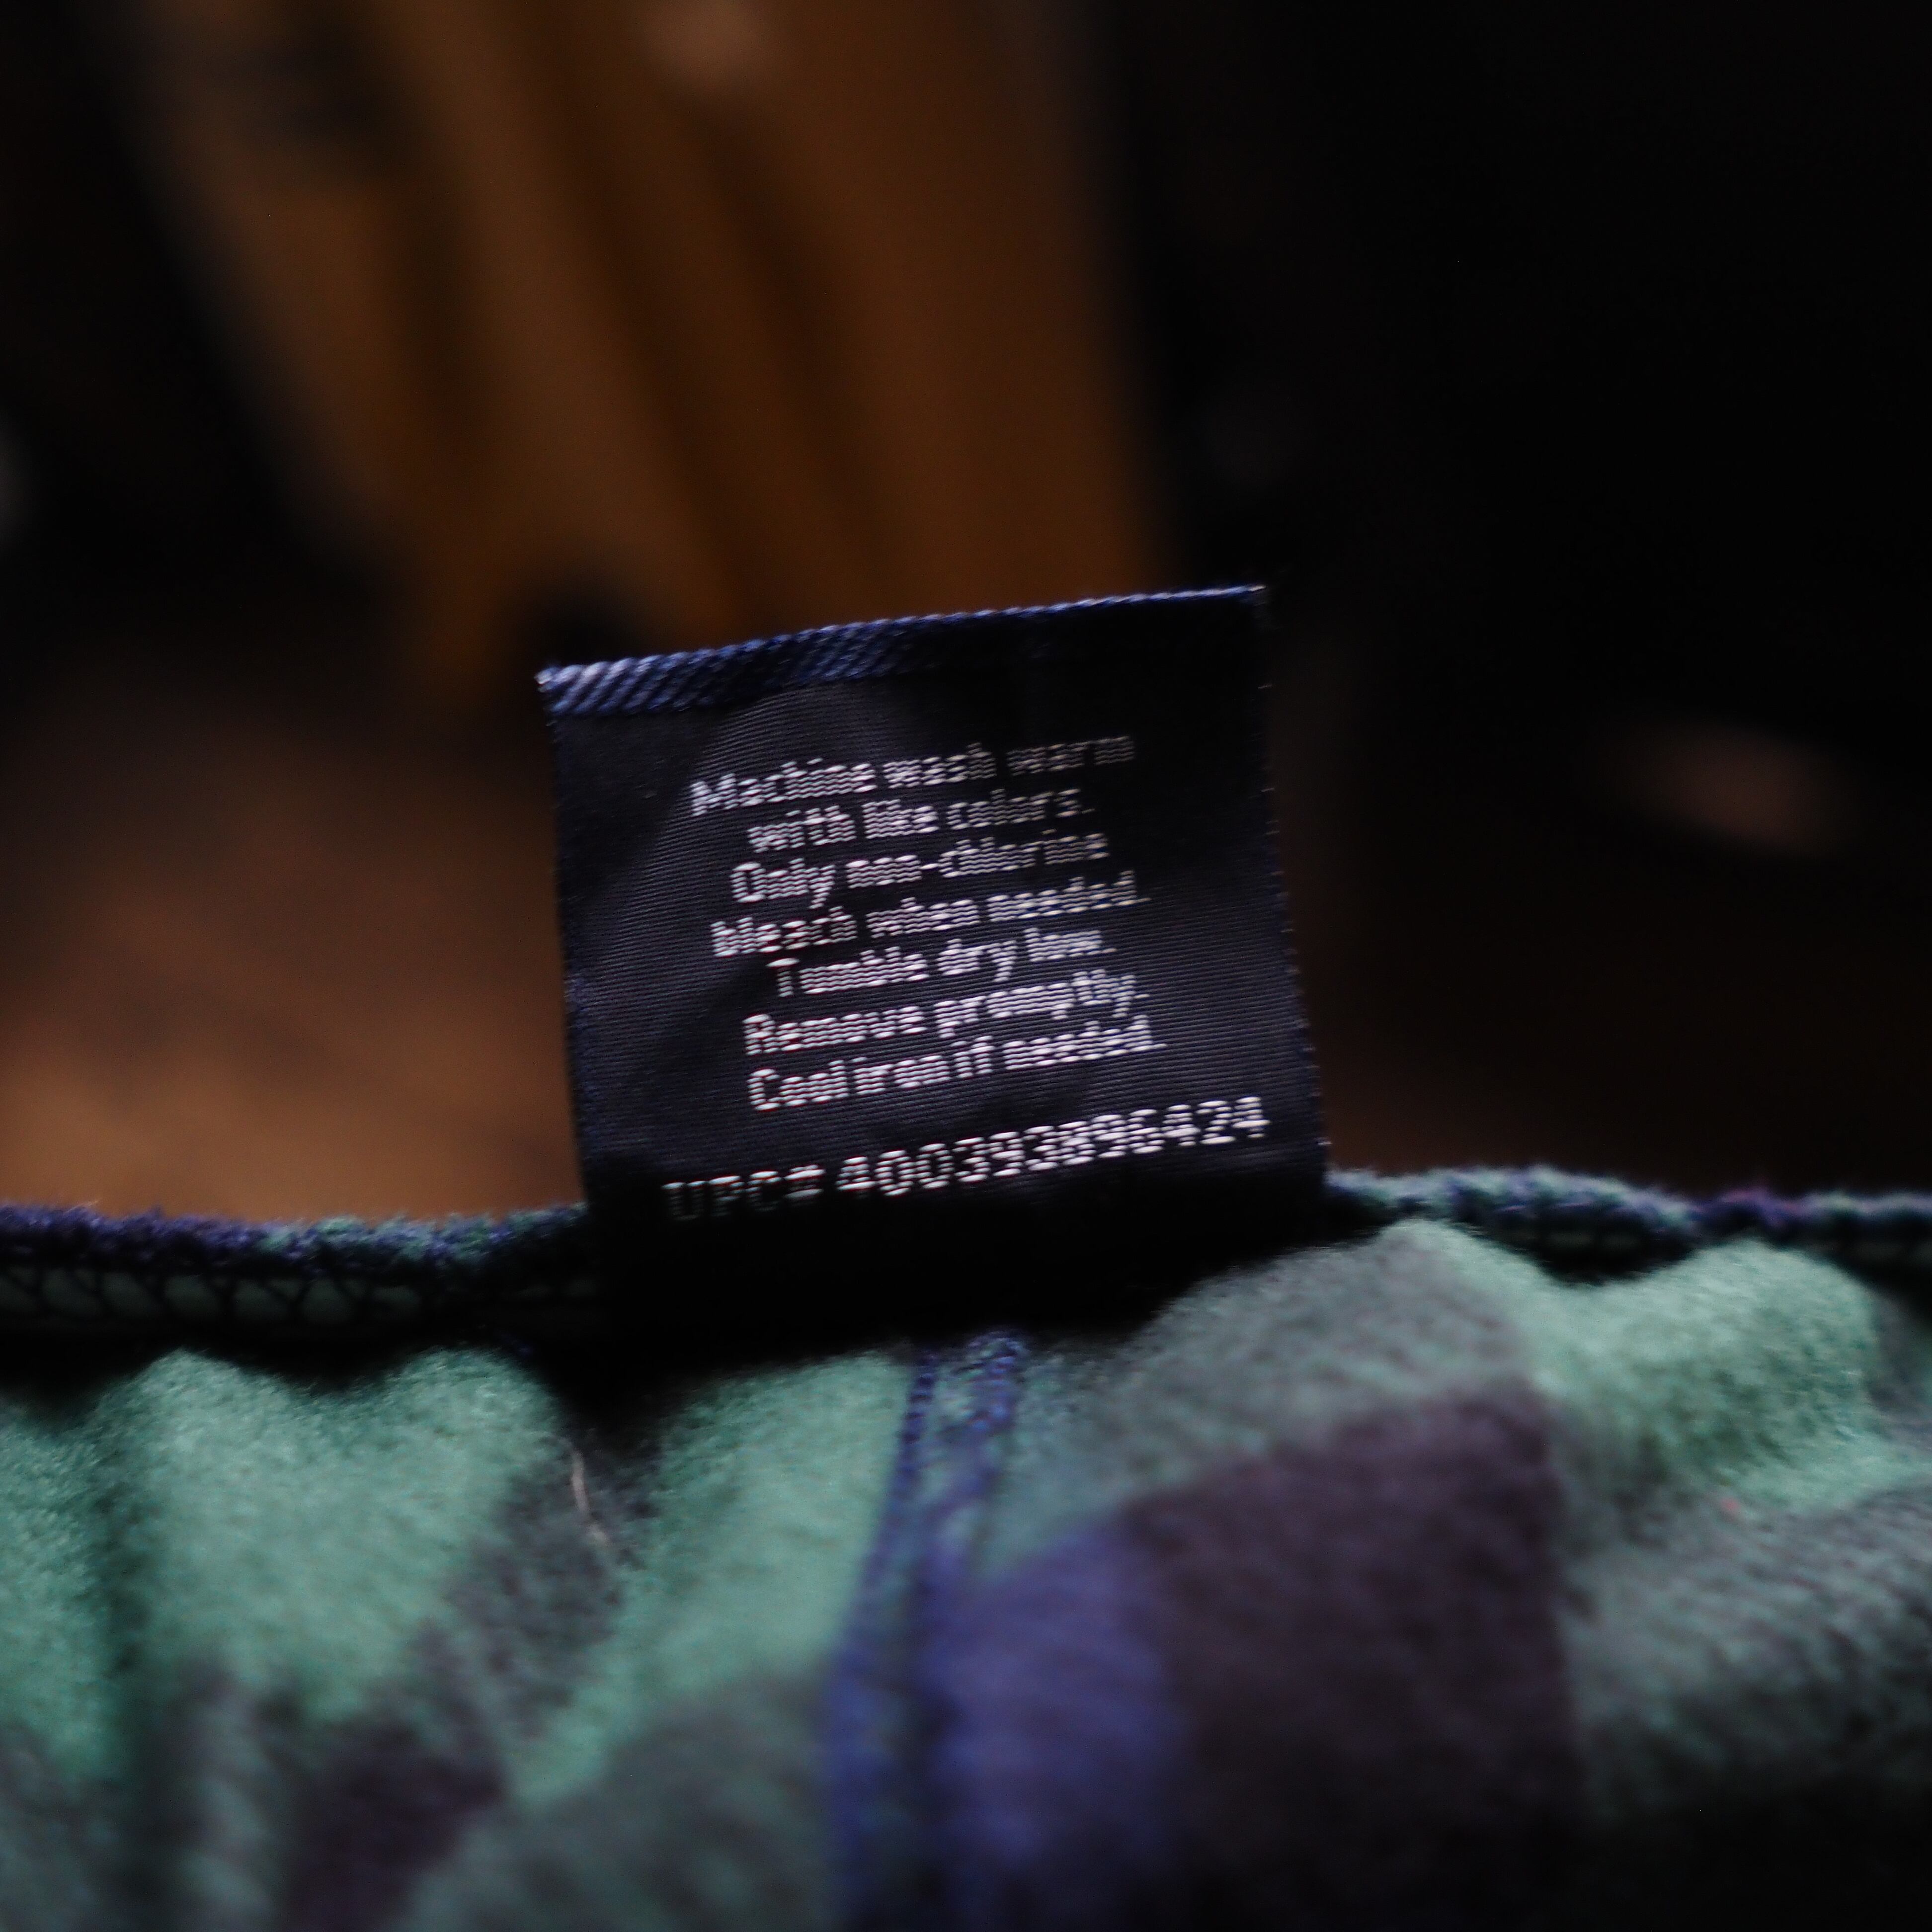 Machine wash warm
with like colors.
Only non-chlorine
bleach when needed.
Tumble dry low.
Remove promptly.
Cool iron if needed.
UPC# 400393896424